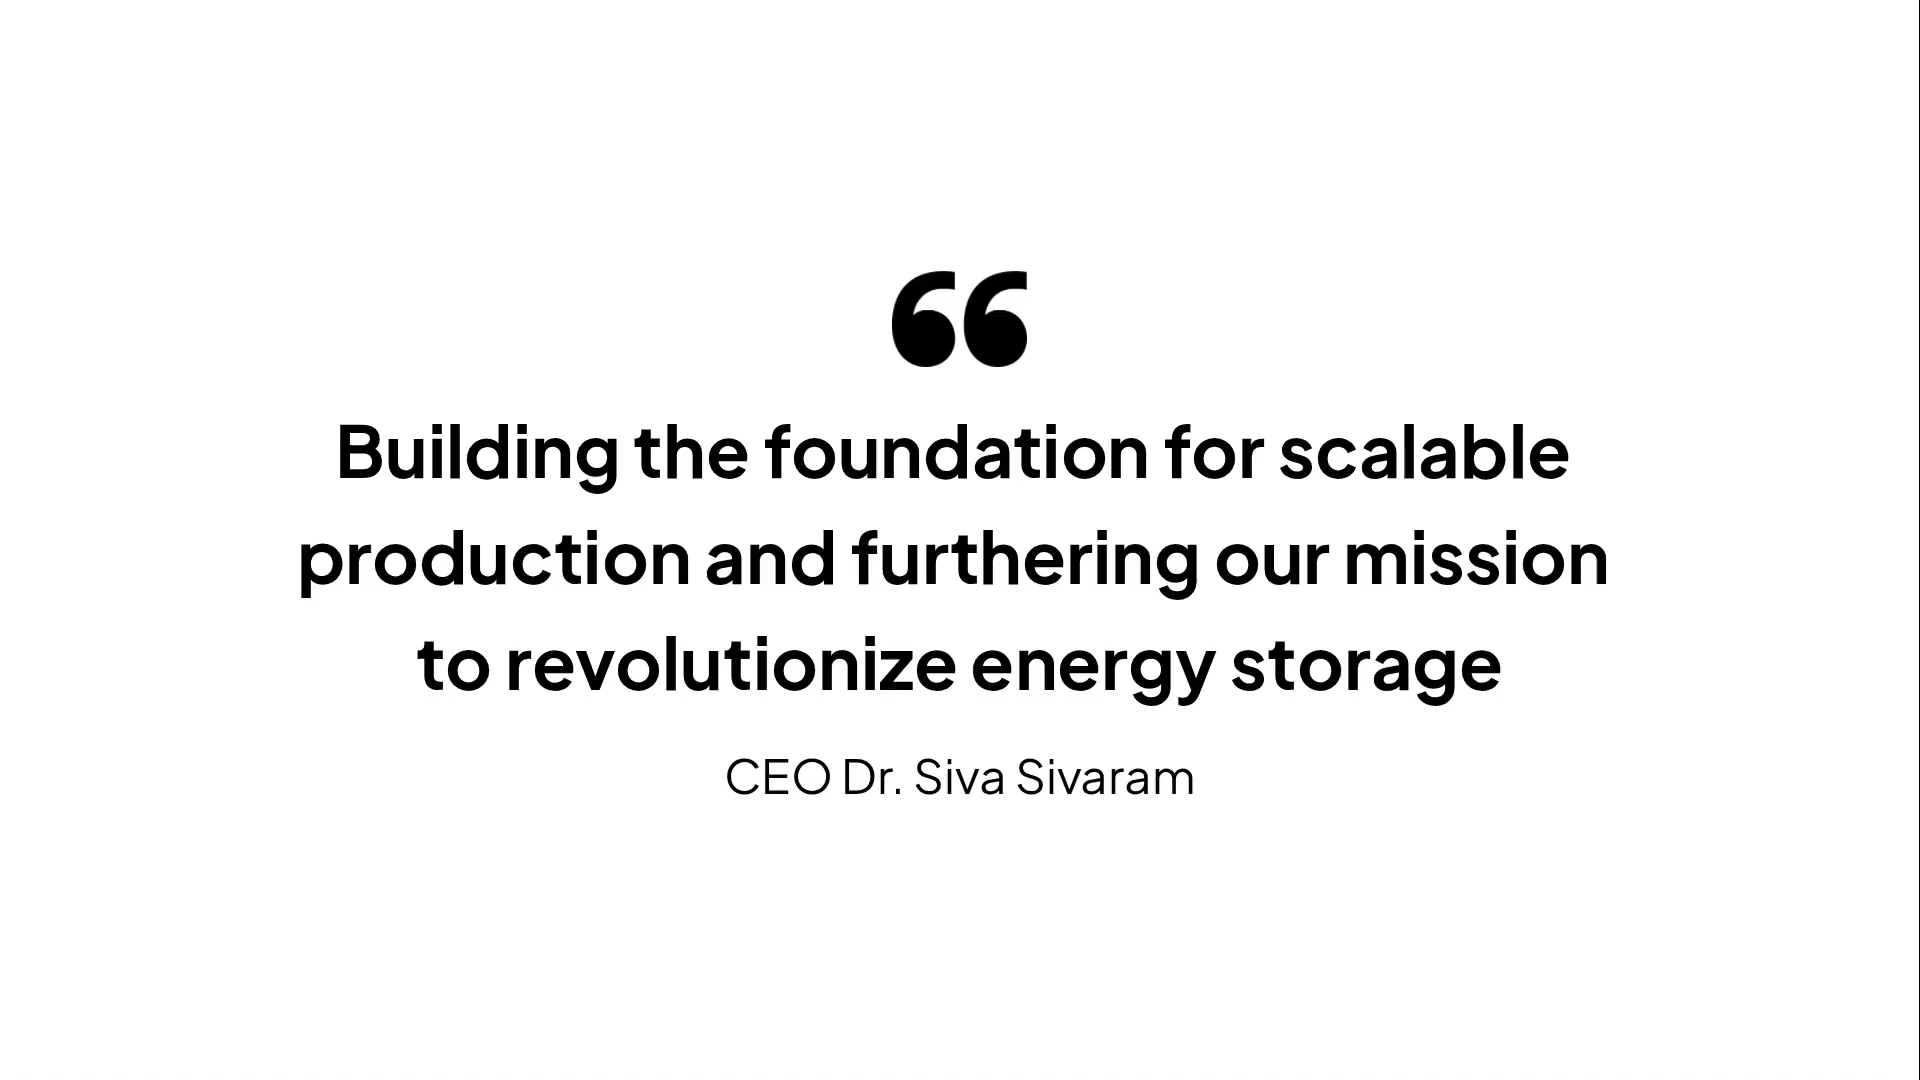 “
Building the foundation for scalable
production and furthering our mission
to revolutionize energy storage
CEO Dr. Siva Sivaram